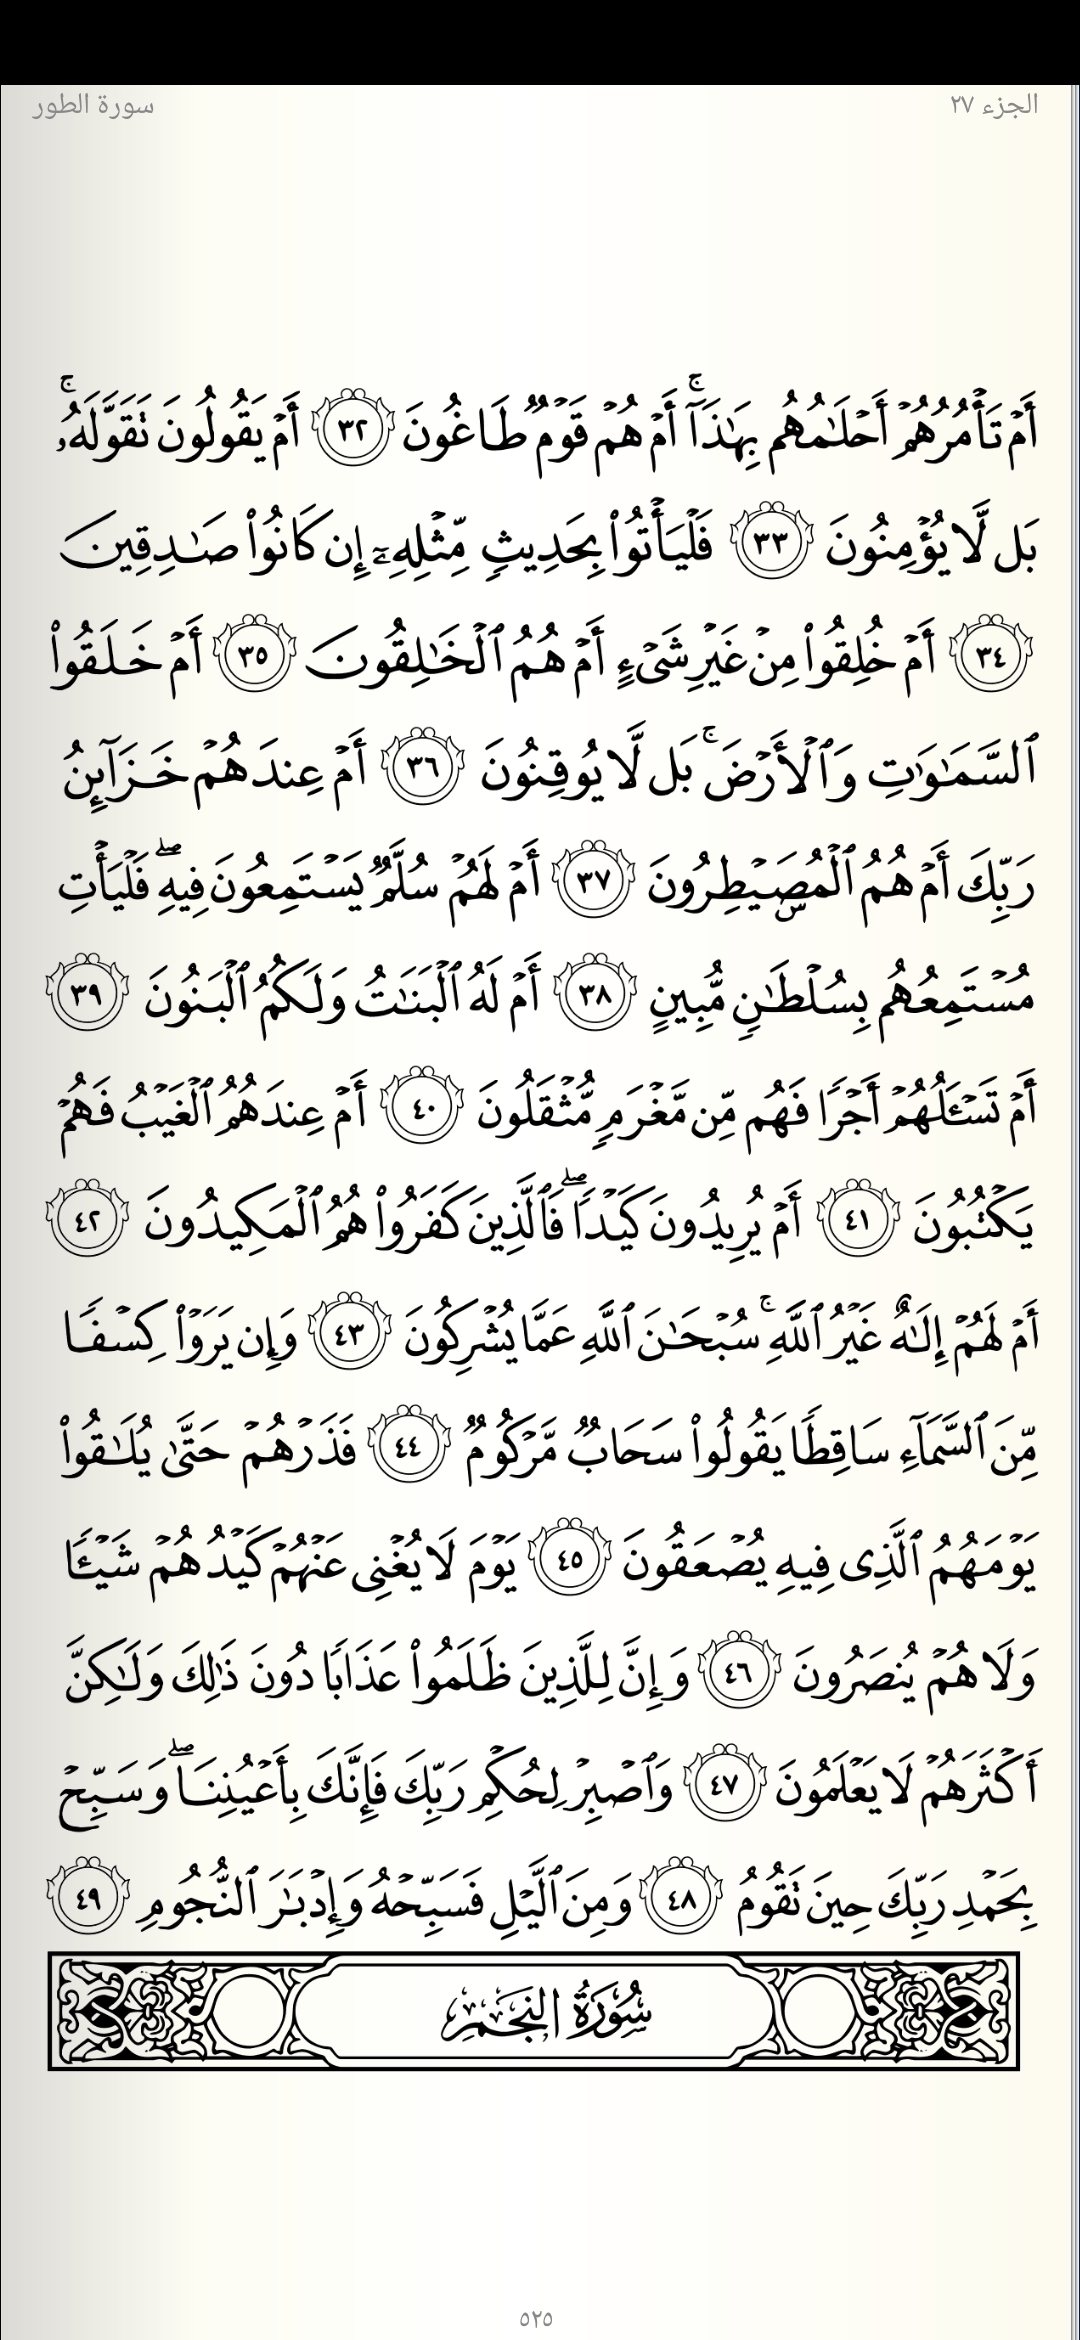 الجزء ٢٧
سورة الطور
أَمْ تَأْمُرُهُمْ أَحْلَـٰمُهُم بِهَـٰذَآ ۚ أَمْ هُمْ قَوْمٌ طَاغُونَ ٣٢ أَمْ يَقُولُونَ تَقَوَّلَهُۥ ۚ
بَل لَّا يُؤْمِنُونَ ٣٣ فَلْيَأْتُوا۟ بِحَدِيثٍ مِّثْلِهِۦٓ إِن كَانُوا۟ صَـٰدِقِينَ
٣٤ أَمْ خُلِقُوا۟ مِنْ غَيْرِ شَىْءٍ أَمْ هُمُ ٱلْخَـٰلِقُونَ ٣٥ أَمْ خَلَقُوا۟
ٱلسَّمَـٰوَٰتِ وَٱلْأَرْضَ ۚ بَل لَّا يُوقِنُونَ ٣٦ أَمْ عِندَهُمْ خَزَآئِنُ
رَبِّكَ أَمْ هُمُ ٱلْمُصَۣيْطِرُونَ ٣٧ أَمْ لَهُمْ سُلَّمٌ يَسْتَمِعُونَ فِيهِ ۖ فَلْيَأْتِ
مُسْتَمِعُهُم بِسُلْطَـٰنٍ مُّبِينٍ ٣٨ أَمْ لَهُ ٱلْبَنَـٰتُ وَلَكُمُ ٱلْبَنُونَ ٣٩
أَمْ تَسْـَٔلُهُمْ أَجْرًا فَهُم مِّن مَّغْرَمٍ مُّثْقَلُونَ ٤٠ أَمْ عِندَهُمُ ٱلْغَيْبُ فَهُمْ
يَكْتُبُونَ ٤١ أَمْ يُرِيدُونَ كَيْدًا ۖ فَٱلَّذِينَ كَفَرُوا۟ هُمُ ٱلْمَكِيدُونَ ٤٢
أَمْ لَهُمْ إِلَـٰهٌ غَيْرُ ٱللَّهِ ۚ سُبْحَـٰنَ ٱللَّهِ عَمَّا يُشْرِكُونَ ٤٣ وَإِن يَرَوْا۟ كِسْفًا
مِّنَ ٱلسَّمَآءِ سَاقِطًا يَقُولُوا۟ سَحَابٌ مَّرْكُومٌ ٤٤ فَذَرْهُمْ حَتَّىٰ يُلَـٰقُوا۟
يَوْمَهُمُ ٱلَّذِى فِيهِ يُصْعَقُونَ ٤٥ يَوْمَ لَا يُغْنِى عَنْهُمْ كَيْدُهُمْ شَيْـًٔا
وَلَا هُمْ يُنصَرُونَ ٤٦ وَإِنَّ لِلَّذِينَ ظَلَمُوا۟ عَذَابًا دُونَ ذَٰلِكَ وَلَـٰكِنَّ
أَكْثَرَهُمْ لَا يَعْلَمُونَ ٤٧ وَٱصْبِرْ لِحُكْمِ رَبِّكَ فَإِنَّكَ بِأَعْيُنِنَا ۖ وَسَبِّحْ
بِحَمْدِ رَبِّكَ حِينَ تَقُومُ ٤٨ وَمِنَ ٱلَّيْلِ فَسَبِّحْهُ وَإِدْبَـٰرَ ٱلنُّجُومِ ٤٩
سُورَةُ النَّجْمِ
٥٢٥